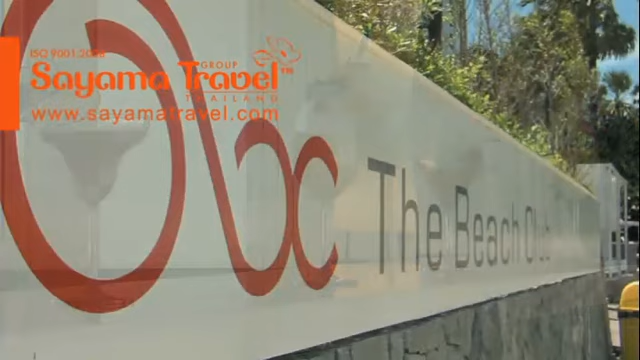 ISO 9001:2008
Sayama Travel GROUP ™
THAILAND
www.sayamatravel.com
The Beach Club